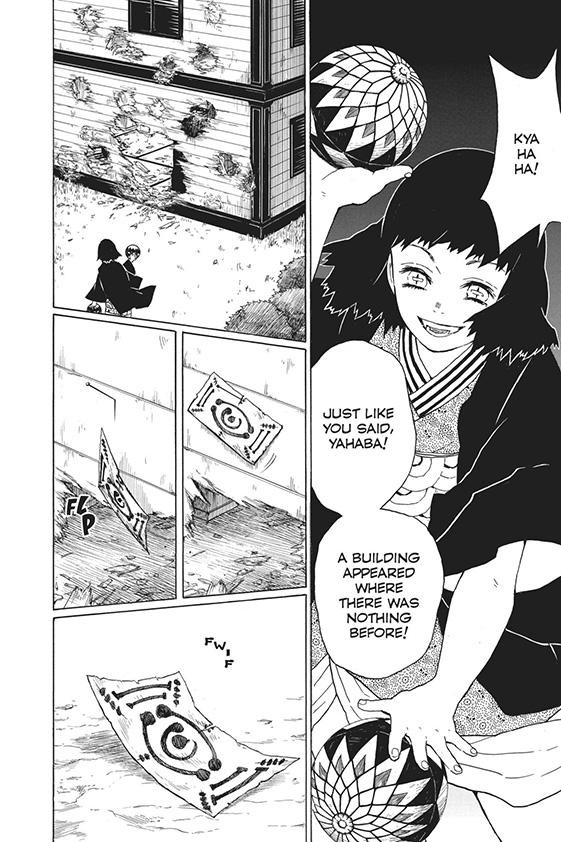 KYA
HA
HA!
JUST LIKE
YOU SAID,
YAHABA!
A BUILDING
APPEARED
WHERE
THERE WAS
NOTHING
BEFORE!
FLP
FWIF